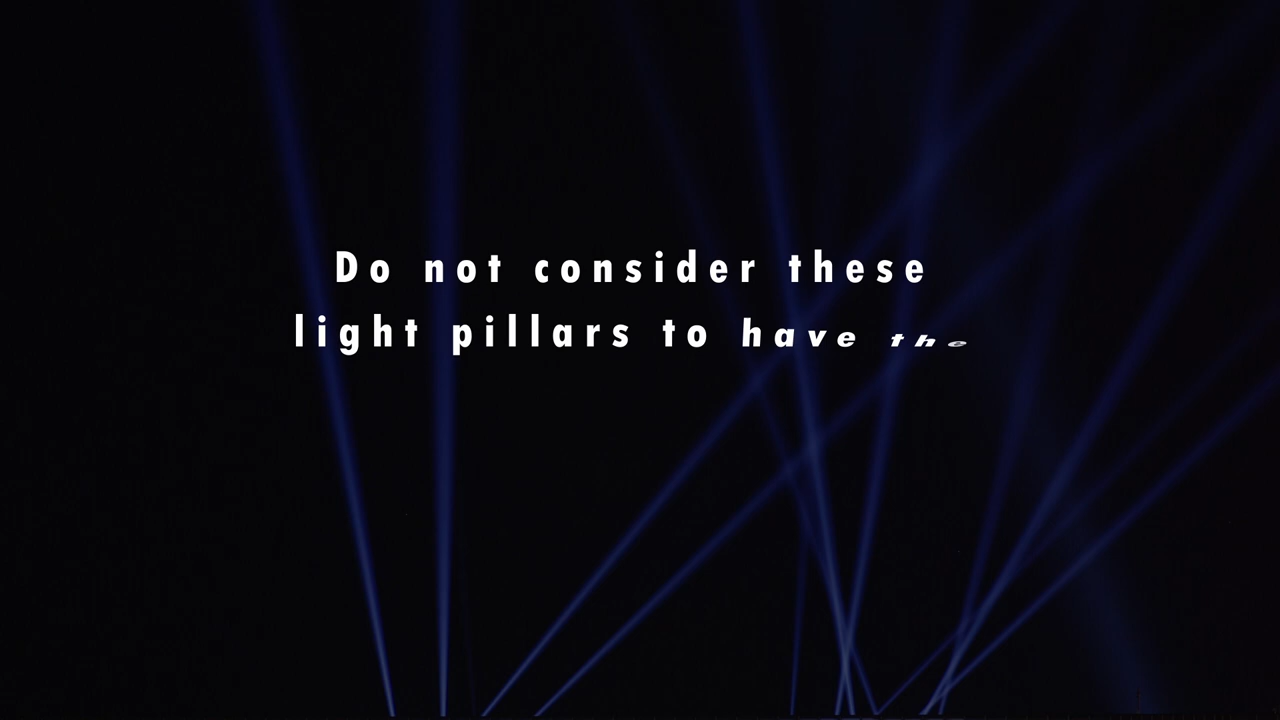 Do not consider these
light pillars to have the